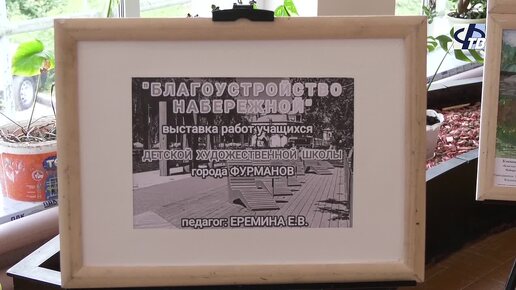 "БЛАГОУСТРОЙСТВО
НАБЕРЕЖНОЙ"
выставка работ учащихся
ДЕТСКОЙ ХУДОЖЕСТВЕННОЙ ШКОЛЫ
города ФУРМАНОВ
педагог: ЕРЕМИНА Е.В.